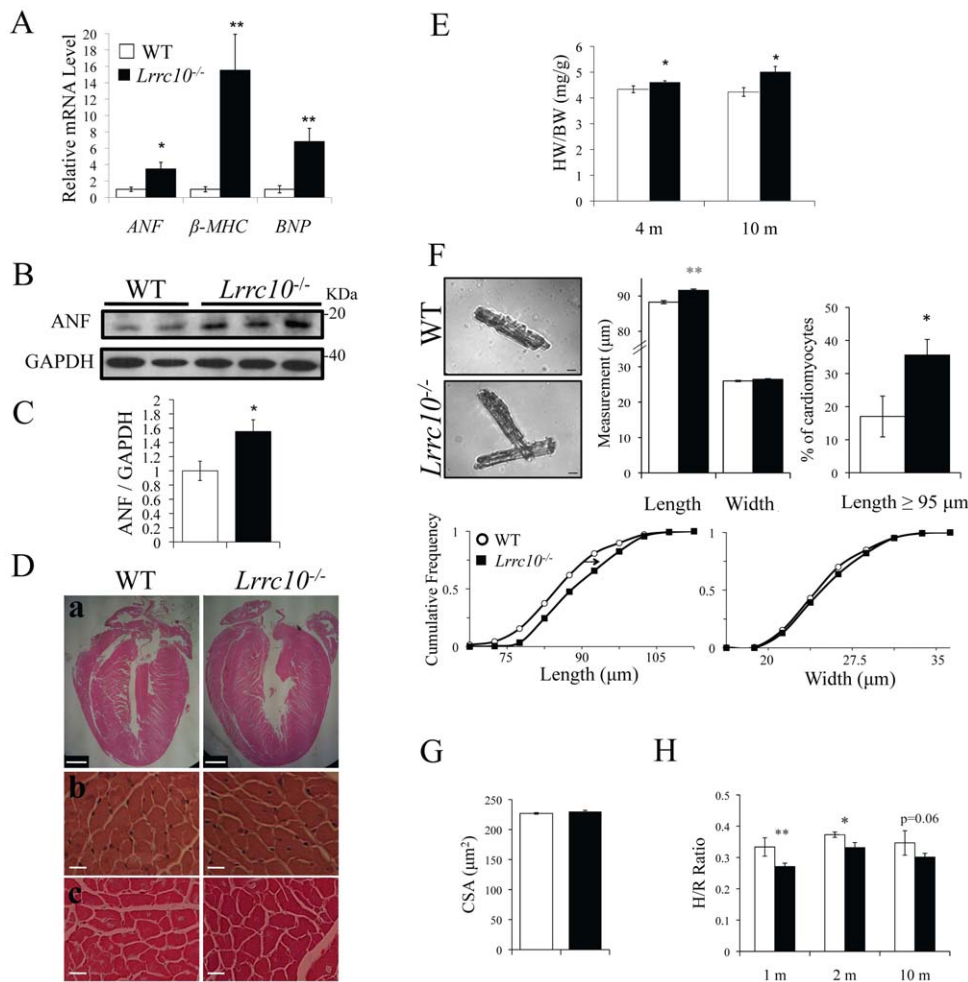 A
Relative mRNA Level
20
18
16
14
12
10
8
6
4
2
0
WT
Lrrc10-/-
*
**
**
ANF β-MHC BNP
B
WT Lrrc10-/-
KDa
ANF
-20
GAPDH
-40
C
ANF / GAPDH
1.8
1.6
1.4
1.2
1
0.8
0.6
0.4
0.2
0
*
D
WT Lrrc10-/-
a
b
c
E
HW/BW (mg/g)
6
5
4
3
2
1
0
* *
4 m 10 m
F
WT
Lrrc10-/-
Measurement (μm)
90
80
30
20
10
0
**
Length Width
% of cardiomyocytes
50
40
30
20
10
0
*
Length ≥ 95 μm
Cumulative Frequency
1
0.5
0
WT
Lrrc10-/-
75 90 105
Length (μm)
1
0.5
0
20 27.5 35
Width (μm)
G
CSA (μm²)
250
200
150
100
50
0
H
H/R Ratio
0.5
0.4
0.3
0.2
0.1
0
** * p=0.06
1 m 2 m 10 m